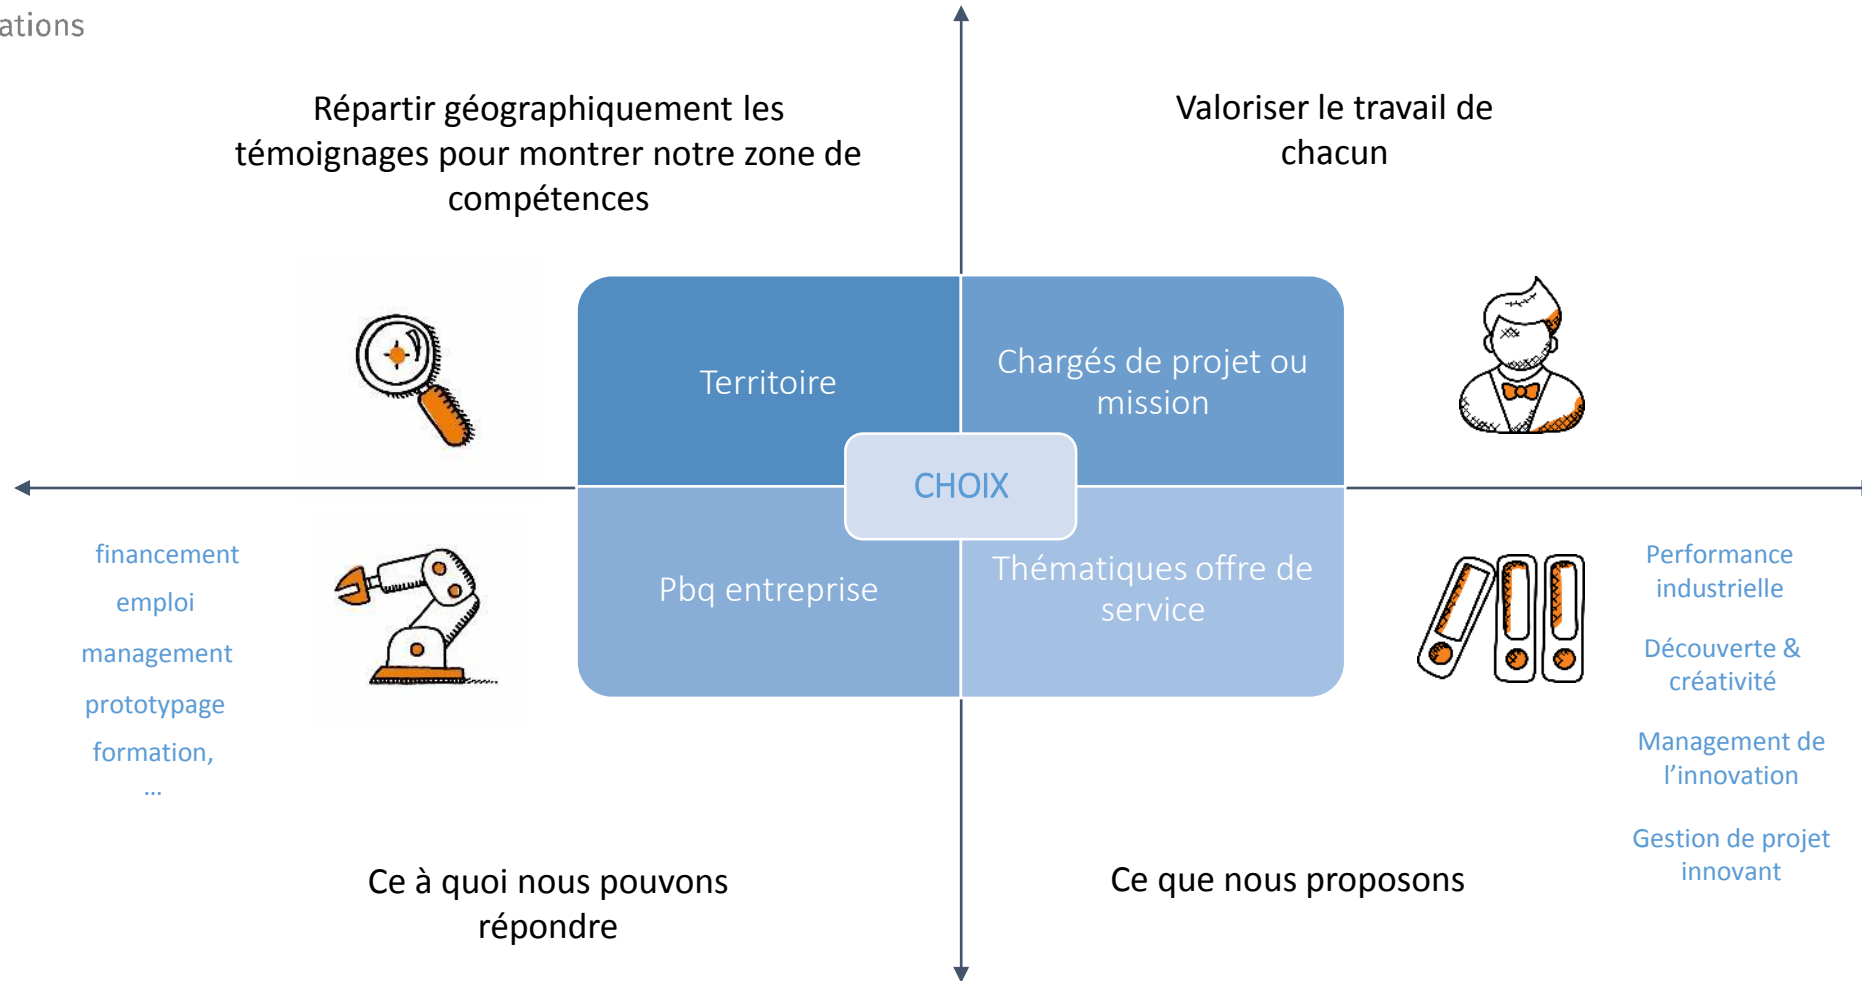 ations
Répartir géographiquement les
témoignages pour montrer notre zone de
compétences
Valoriser le travail de
chacun
Territoire
Chargés de projet ou
mission
CHOIX
Pbq entreprise
Thématiques offre de
service
financement
emploi
management
prototypage
formation,
...
Performance
industrielle
Découverte &
créativité
Management de
l’innovation
Gestion de projet
innovant
Ce à quoi nous pouvons
répondre
Ce que nous proposons